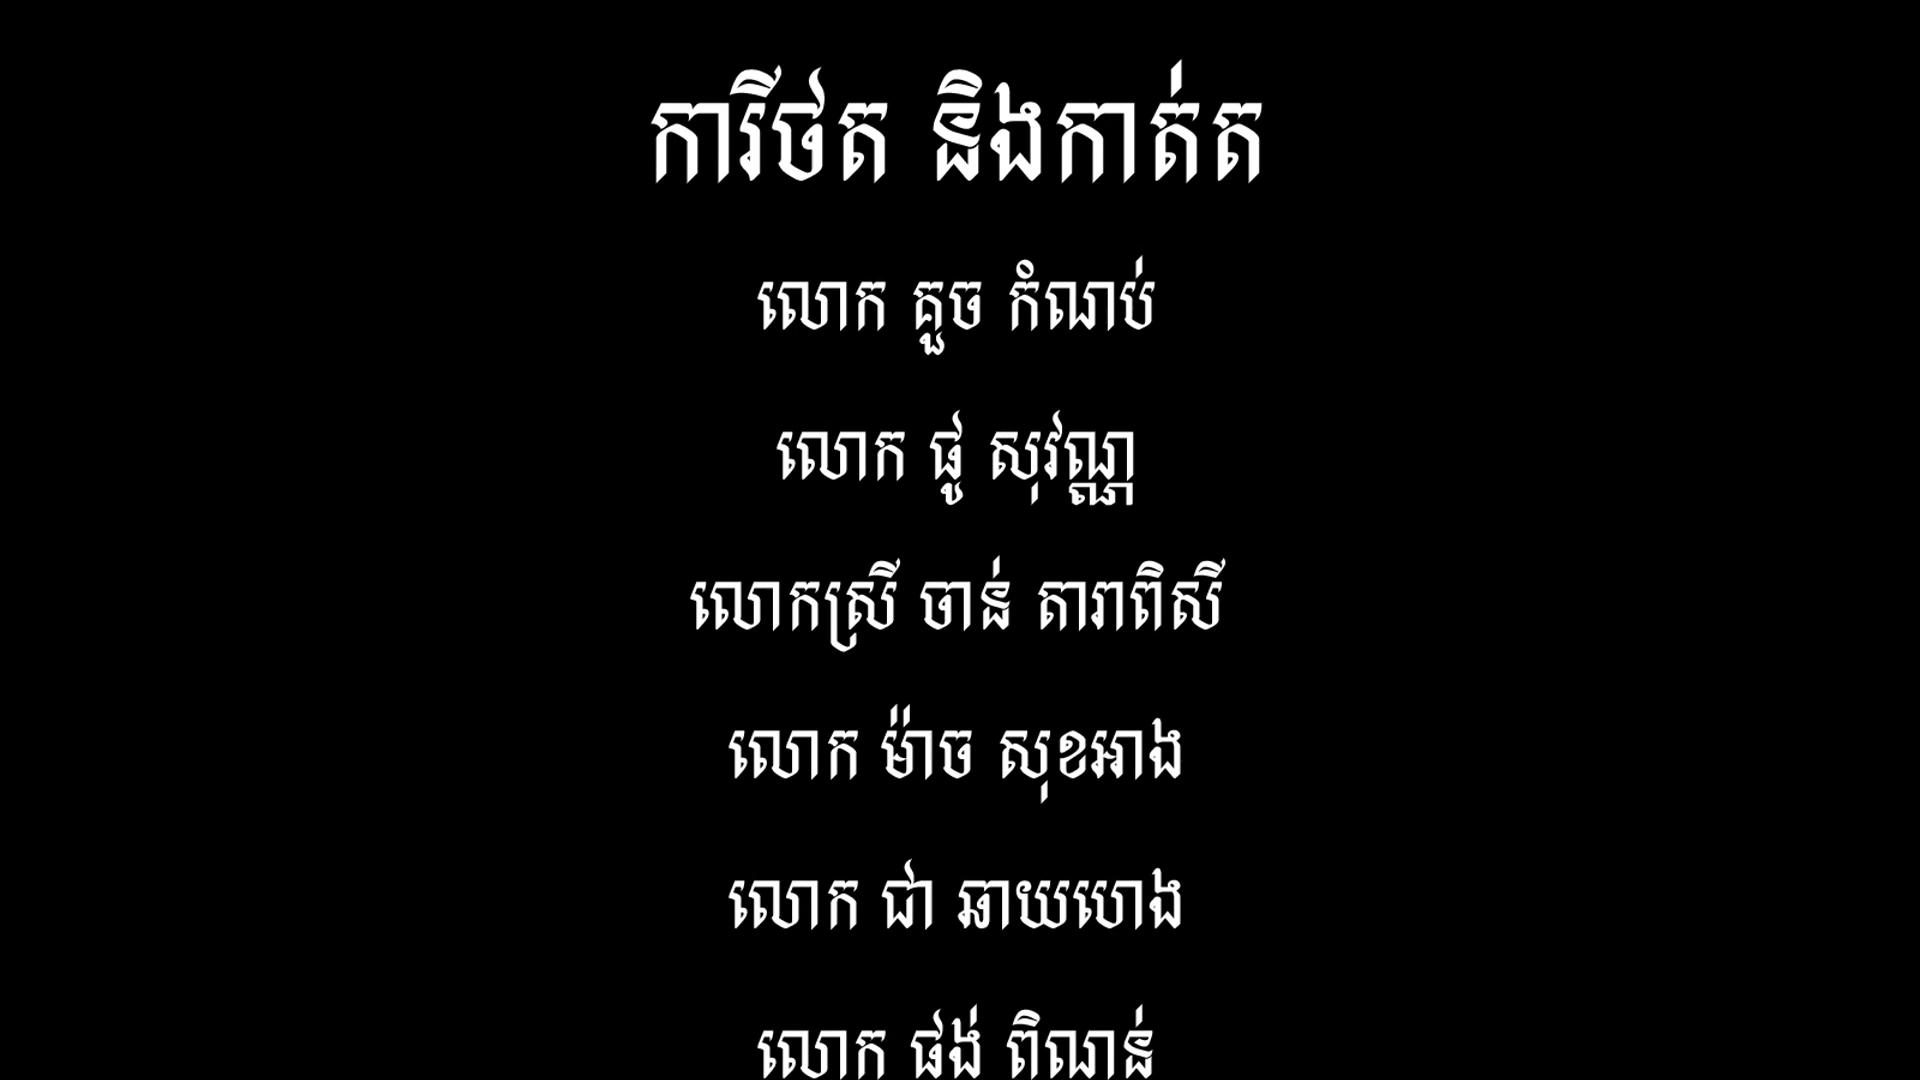 ការីថត និងកាត់ត
លោក គួច កំណប់
លោក ផូ សុវណ្ណ
លោកស្រី ចាន់ តារាពិសី
លោក ម៉ាច សុខអាង
លោក ជា ឆាយហេង
លោក ផង់ ពិណន់